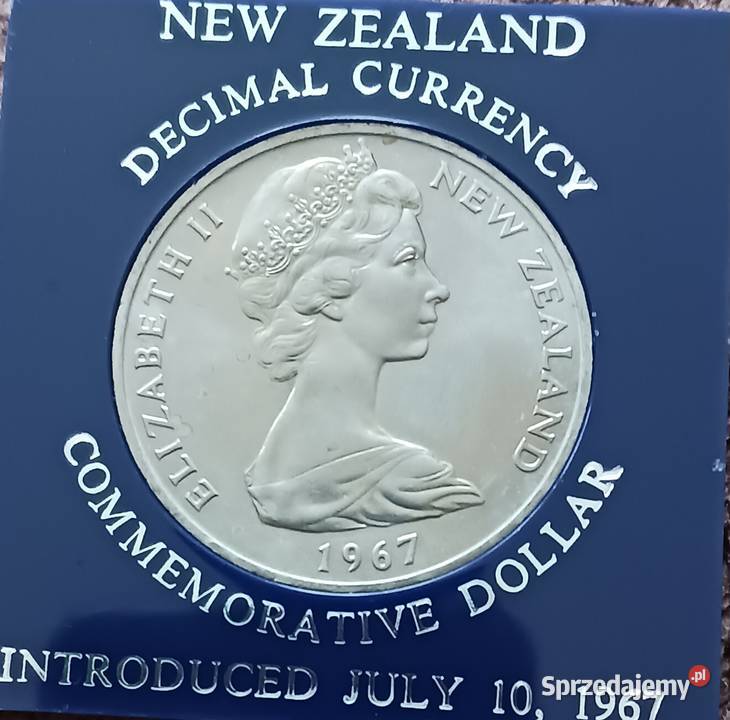 NEW ZEALAND
DECIMAL CURRENCY
ELIZABETH II
NEW ZEALAND
1967
COMMEMORATIVE DOLLAR
INTRODUCED JULY 10, 1967
Sprzedajemy.pl